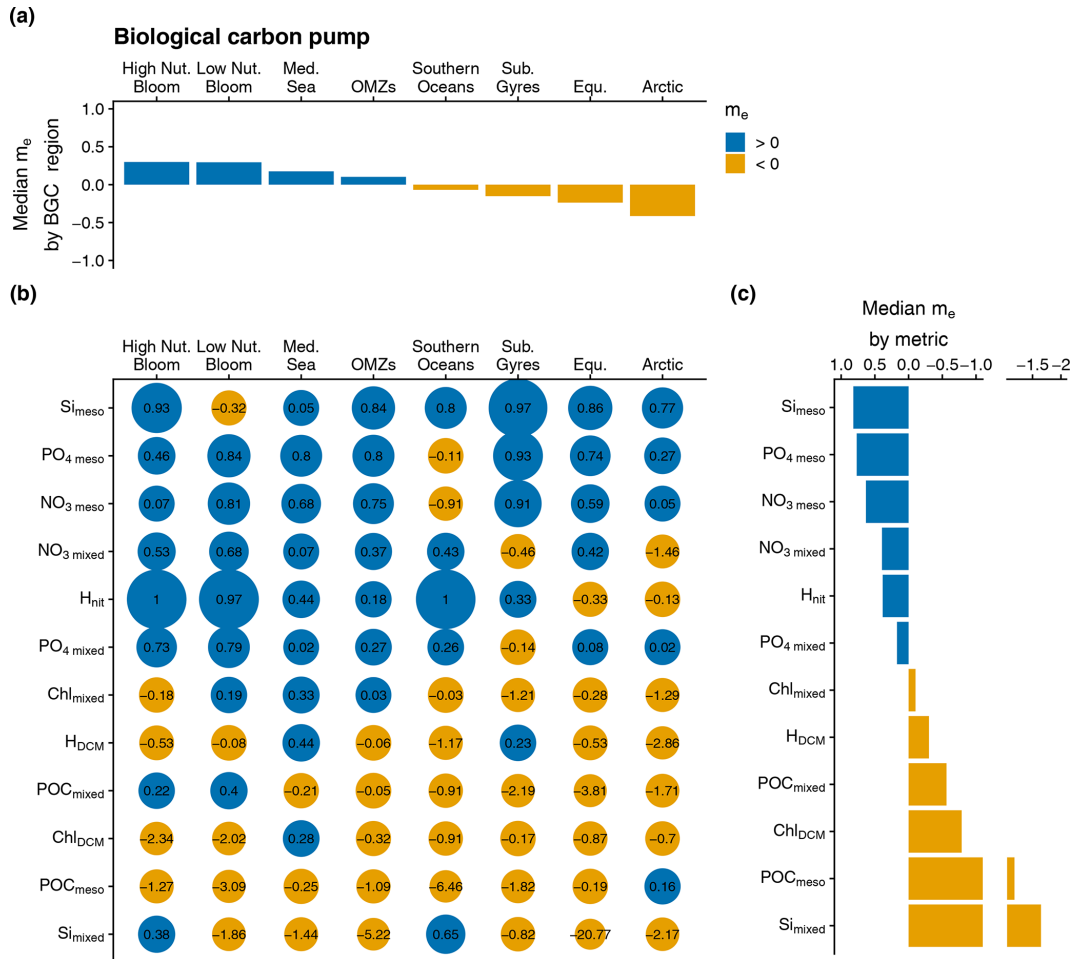 (a)
Biological carbon pump
High Nut. Low Nut. Med. Southern Sub.
Bloom Bloom Sea OMZs Oceans Gyres Equ. Arctic
Median me
by BGC region
1.0
0.5
0.0
−0.5
−1.0
me
> 0
< 0
(b)
High Nut. Low Nut. Med. Southern Sub.
Bloom Bloom Sea OMZs Oceans Gyres Equ. Arctic
Simeso 0.93 −0.32 0.05 0.84 0.8 0.97 0.86 0.77
PO4 meso 0.46 0.84 0.8 0.8 −0.11 0.93 0.74 0.27
NO3 meso 0.07 0.81 0.68 0.75 −0.91 0.91 0.59 0.05
NO3 mixed 0.53 0.68 0.07 0.37 0.43 −0.46 0.42 −1.46
Hnit 1 0.97 0.44 0.18 1 0.33 −0.33 −0.13
PO4 mixed 0.73 0.79 0.02 0.27 0.26 −0.14 0.08 0.02
Chlmixed −0.18 0.19 0.33 0.03 −0.03 −1.21 −0.28 −1.29
HDCM −0.53 −0.08 0.44 −0.06 −1.17 0.23 −0.53 −2.86
POCmixed 0.22 0.4 −0.21 −0.05 −0.91 −2.19 −3.81 −1.71
ChlDCM −2.34 −2.02 0.28 −0.32 −0.91 −0.17 −0.87 −0.7
POCmeso −1.27 −3.09 −0.25 −1.09 −6.46 −1.82 −0.19 0.16
Simixed 0.38 −1.86 −1.44 −5.22 0.65 −0.82 −20.77 −2.17
(c)
Median me
by metric
1.0 0.5 0.0 −0.5 −1.0 −1.5 −2
Simeso
PO4 meso
NO3 meso
NO3 mixed
Hnit
PO4 mixed
Chlmixed
HDCM
POCmixed
ChlDCM
POCmeso
Simixed